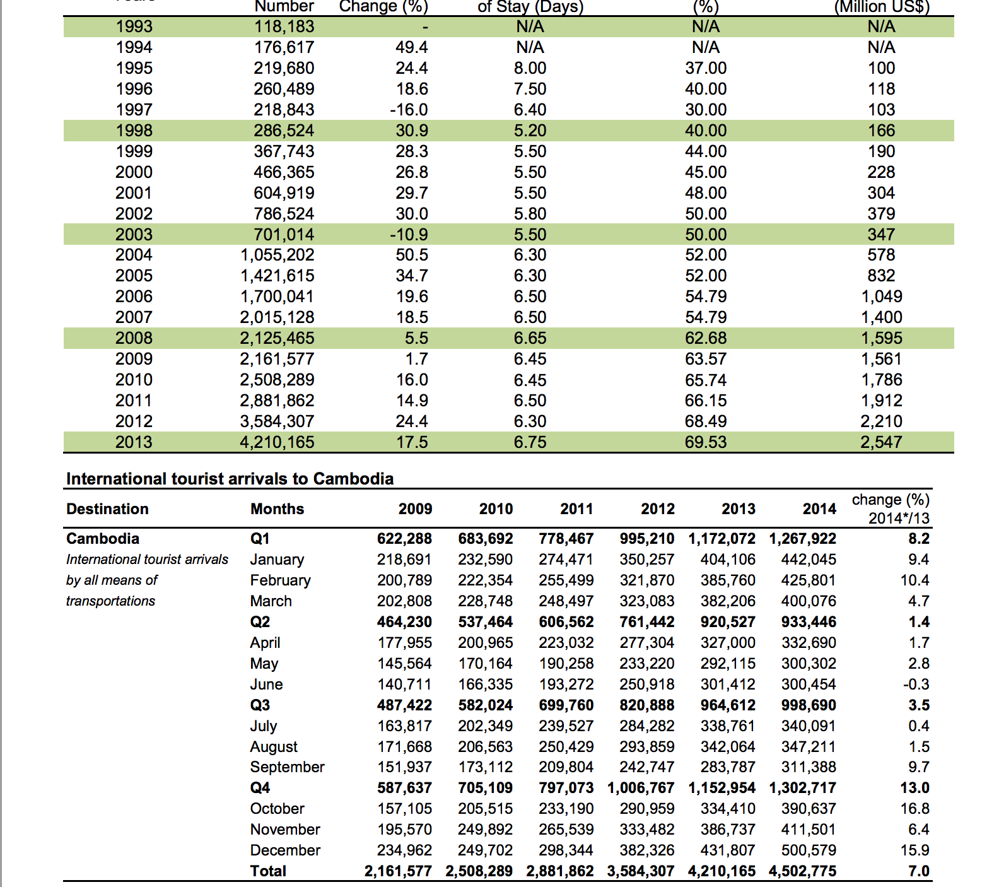 Number Change (%) of Stay (Days) (%) (Million US$)
1993 118,183 - N/A N/A N/A
1994 176,617 49.4 N/A N/A N/A
1995 219,680 24.4 8.00 37.00 100
1996 260,489 18.6 7.50 40.00 118
1997 218,843 -16.0 6.40 30.00 103
1998 286,524 30.9 5.20 40.00 166
1999 367,743 28.3 5.50 44.00 190
2000 466,365 26.8 5.50 45.00 228
2001 604,919 29.7 5.50 48.00 304
2002 786,524 30.0 5.80 50.00 379
2003 701,014 -10.9 5.50 50.00 347
2004 1,055,202 50.5 6.30 52.00 578
2005 1,421,615 34.7 6.30 52.00 832
2006 1,700,041 19.6 6.50 54.79 1,049
2007 2,015,128 18.5 6.50 54.79 1,400
2008 2,125,465 5.5 6.65 62.68 1,595
2009 2,161,577 1.7 6.45 63.57 1,561
2010 2,508,289 16.0 6.45 65.74 1,786
2011 2,881,862 14.9 6.50 66.15 1,912
2012 3,584,307 24.4 6.30 68.49 2,210
2013 4,210,165 17.5 6.75 69.53 2,547
International tourist arrivals to Cambodia
Destination Months 2009 2010 2011 2012 2013 2014 change (%)
2014*/13
Cambodia Q1 622,288 683,692 778,467 995,210 1,172,072 1,267,922 8.2
International tourist arrivals January 218,691 232,590 274,471 350,257 404,106 442,045 9.4
by all means of February 200,789 222,354 255,499 321,870 385,760 425,801 10.4
transportations March 202,808 228,748 248,497 323,083 382,206 400,076 4.7
Q2 464,230 537,464 606,562 761,442 920,527 933,446 1.4
April 177,955 200,965 223,032 277,304 327,000 332,690 1.7
May 145,564 170,164 190,258 233,220 292,115 300,302 2.8
June 140,711 166,335 193,272 250,918 301,412 300,454 -0.3
Q3 487,422 582,024 699,760 820,888 964,612 998,690 3.5
July 163,817 202,349 239,527 284,282 338,761 340,091 0.4
August 171,668 206,563 250,429 293,859 342,064 347,211 1.5
September 151,937 173,112 209,804 242,747 283,787 311,388 9.7
Q4 587,637 705,109 797,073 1,006,767 1,152,954 1,302,717 13.0
October 157,105 205,515 233,190 290,959 334,410 390,637 16.8
November 195,570 249,892 265,539 333,482 386,737 411,501 6.4
December 234,962 249,702 298,344 382,326 431,807 500,579 15.9
Total 2,161,577 2,508,289 2,881,862 3,584,307 4,210,165 4,502,775 7.0